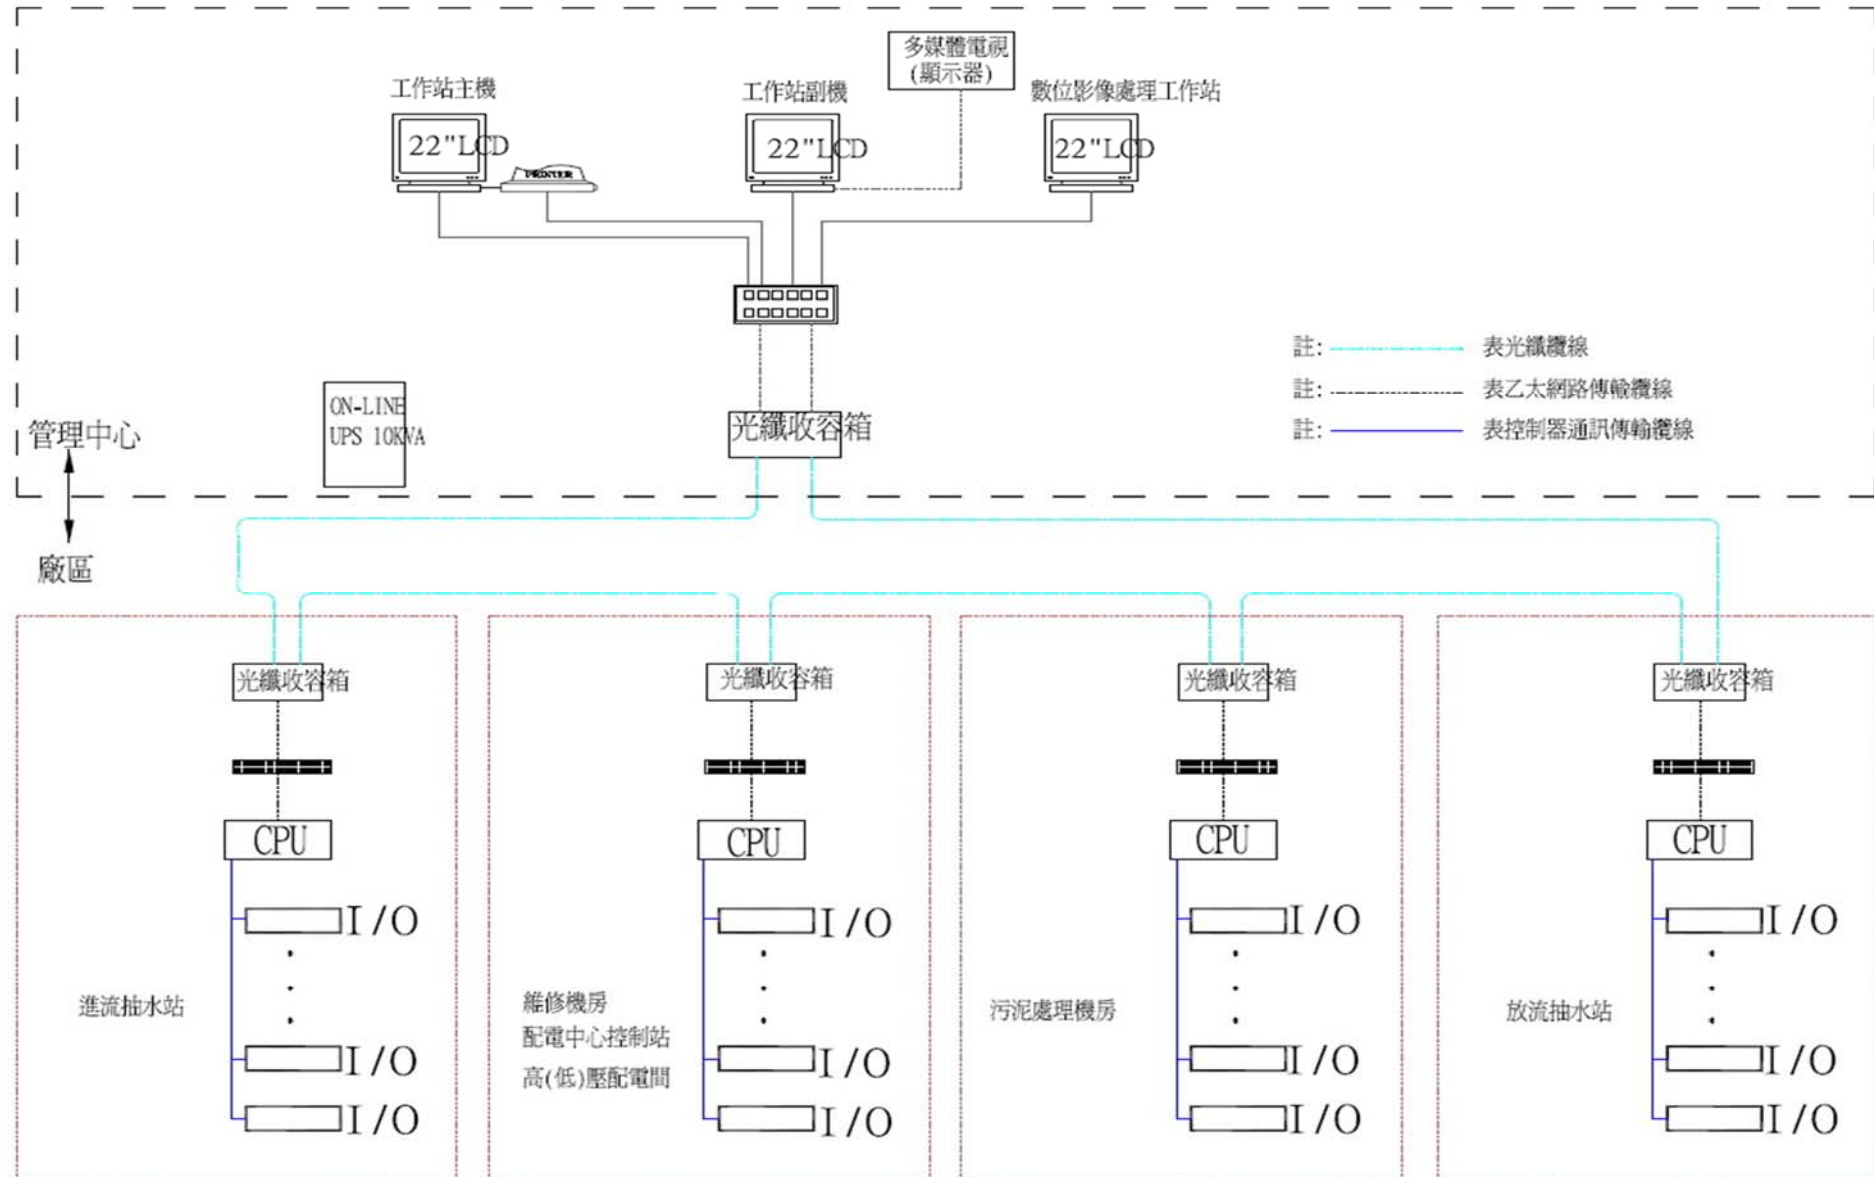 多媒體電視
(顯示器)
工作站主機
工作站副機
數位影像處理工作站
22"LCD
PRINTER
22"LCD
22"LCD
註:
表光纖纜線
註:
表乙太網路傳輸纜線
註:
表控制器通訊傳輸纜線
ON-LINE
UPS 10KVA
光纖收容箱
管理中心
廠區
光纖收容箱
光纖收容箱
光纖收容箱
光纖收容箱
CPU
CPU
CPU
CPU
I/O
I/O
I/O
I/O
進流抽水站
維修機房
配電中心控制站
高(低)壓配電間
污泥處理機房
放流抽水站
I/O
I/O
I/O
I/O
I/O
I/O
I/O
I/O